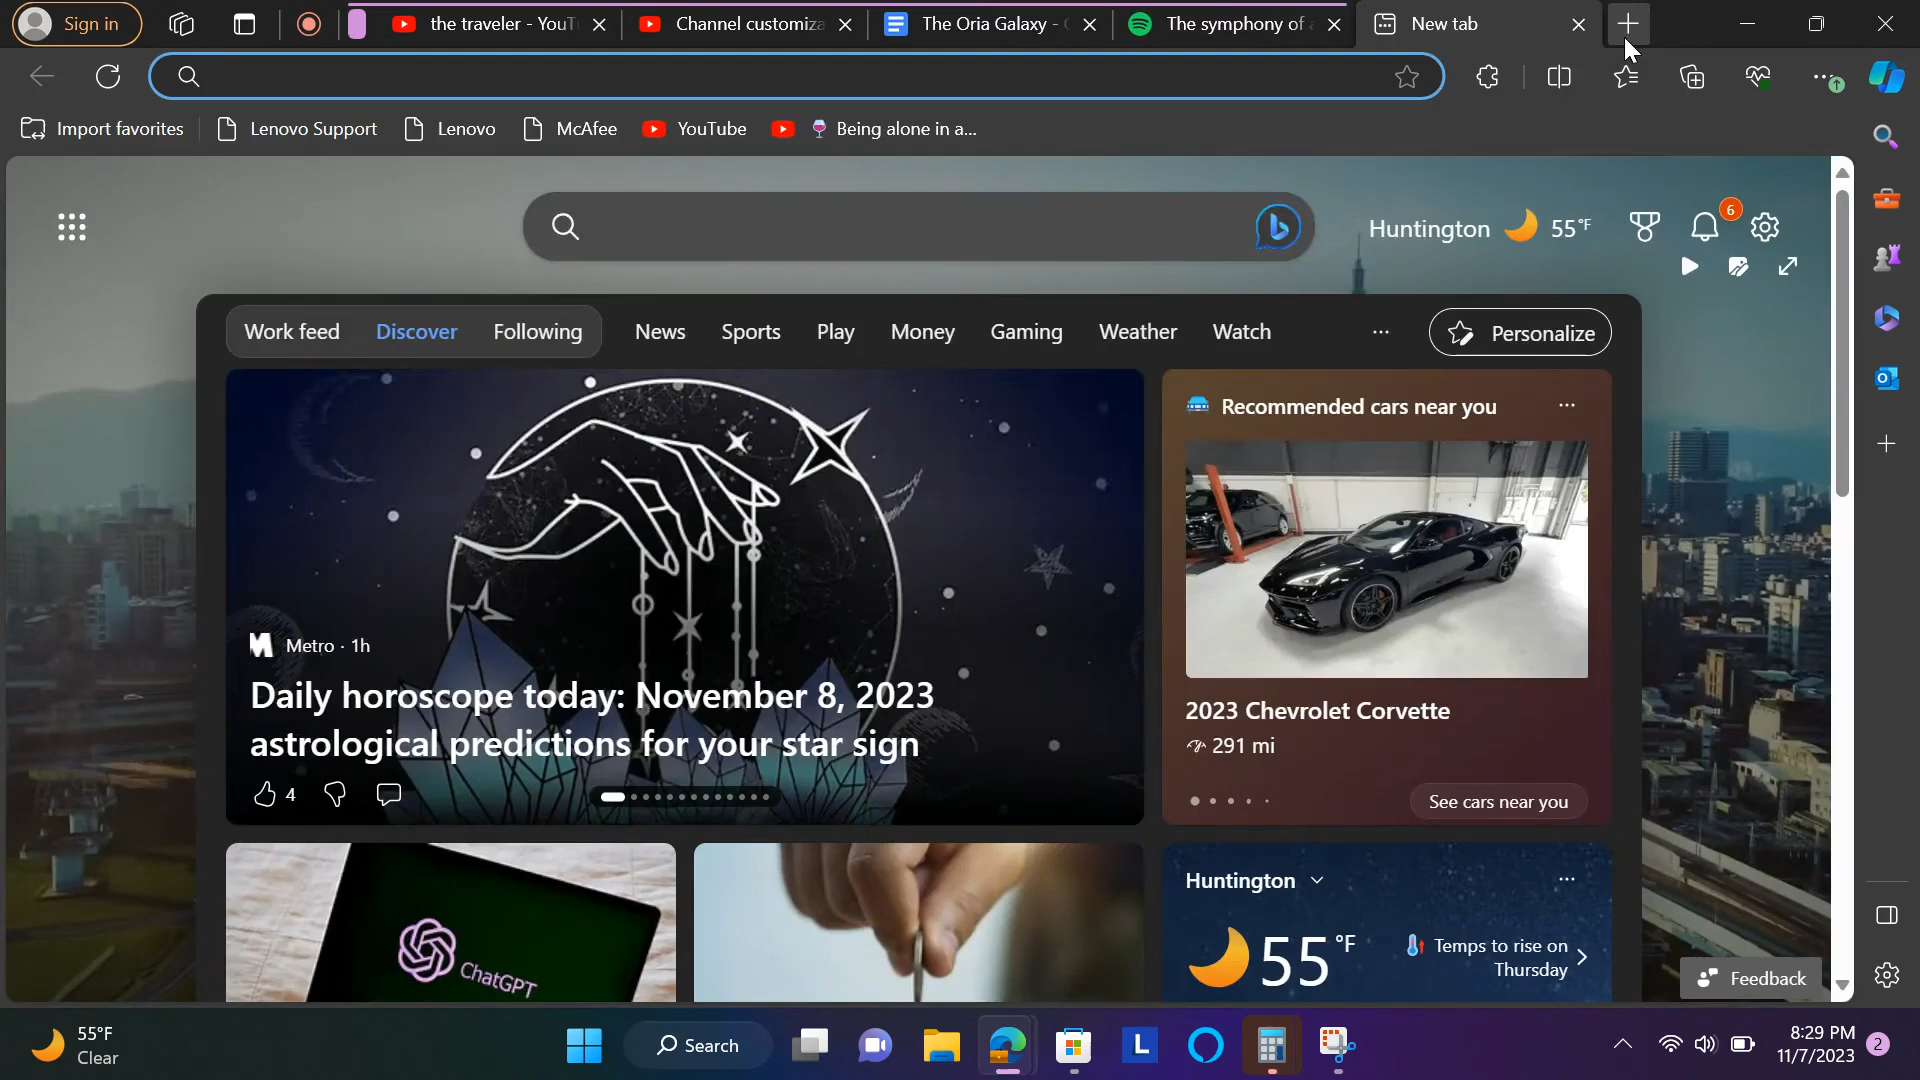 Sign in
the traveler - YouT
Channel customiza
The Oria Galaxy -
The symphony of
New tab
Import favorites
Lenovo Support
Lenovo
McAfee
YouTube
Being alone in a...
Huntington 55°F
6
Work feed
Discover
Following
News
Sports
Play
Money
Gaming
Weather
Watch
Personalize
Metro · 1h
Daily horoscope today: November 8, 2023
astrological predictions for your star sign
4
Recommended cars near you
2023 Chevrolet Corvette
291 mi
See cars near you
ChatGPT
Huntington
55 °F
Temps to rise on
Thursday
Feedback
55°F
Clear
Search
L
8:29 PM
11/7/2023
2